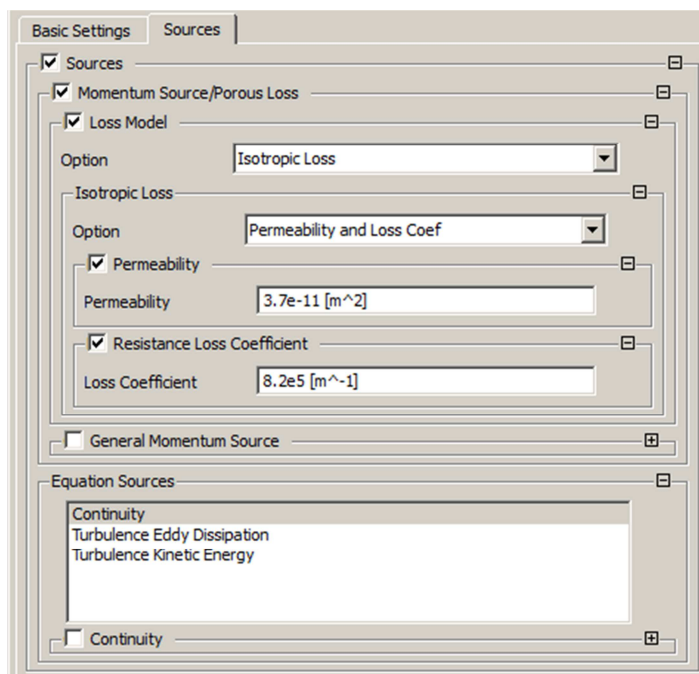 Basic Settings Sources
Sources
Momentum Source/Porous Loss
Loss Model
Option Isotropic Loss
Isotropic Loss
Option Permeability and Loss Coef
Permeability
Permeability 3.7e-11 [m^2]
Resistance Loss Coefficient
Loss Coefficient 8.2e5 [m^-1]
General Momentum Source
Equation Sources
Continuity
Turbulence Eddy Dissipation
Turbulence Kinetic Energy
Continuity